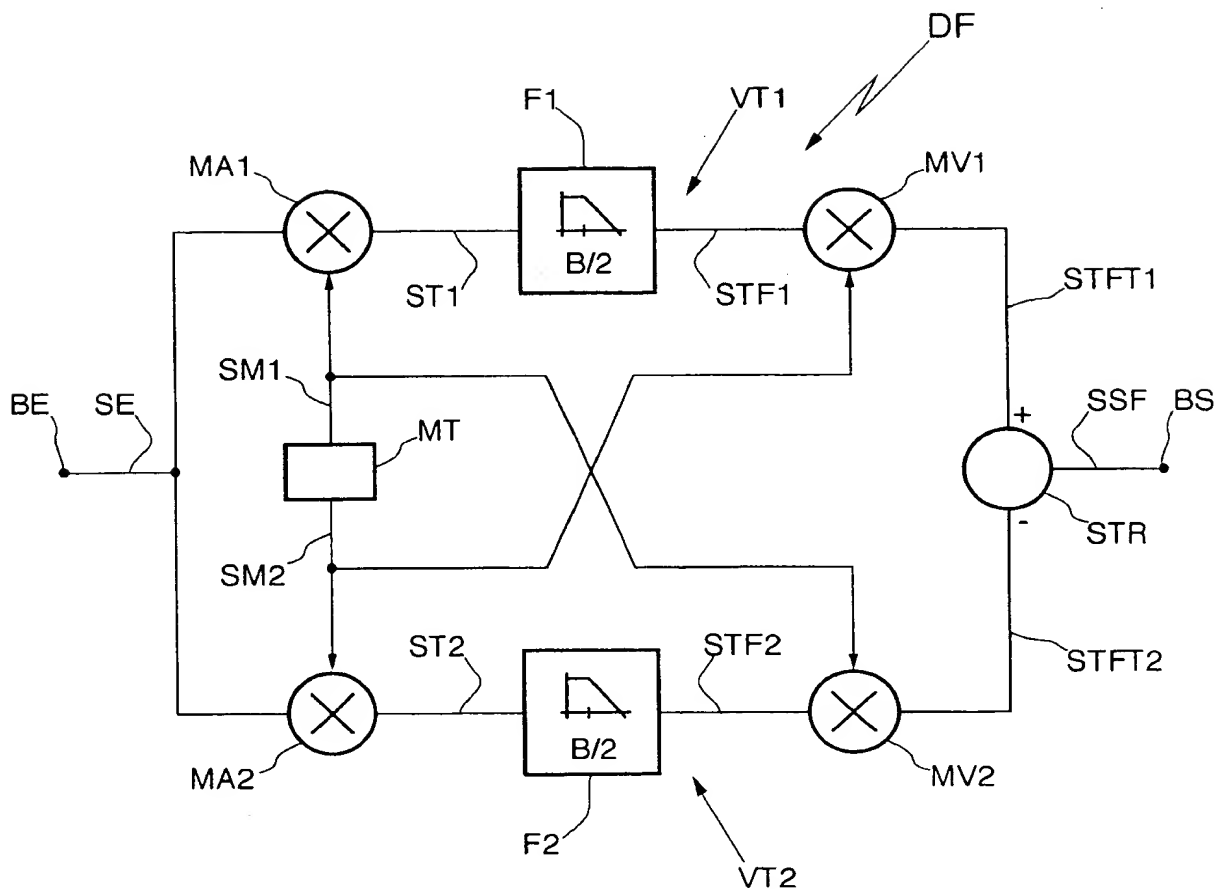 DF
F1
VT1
MA1
MV1
B/2
ST1
STF1
STFT1
SM1
BE
SE
MT
SSF
BS
+
-
STR
SM2
ST2
STF2
STFT2
B/2
MA2
MV2
F2
VT2